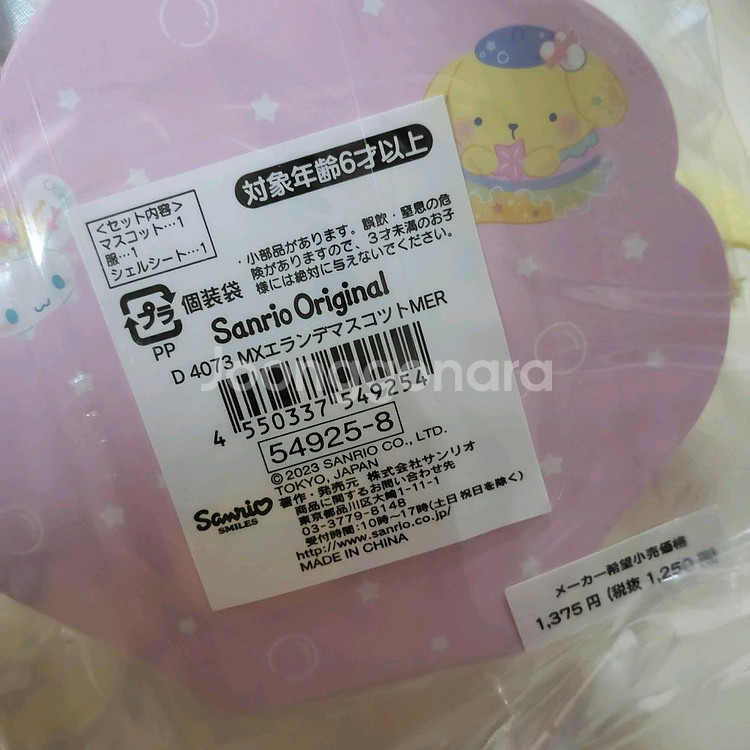 対象年齢6才以上
<セット内容>
マスコット…1
服…1
シェルシート…1
・小部品があります。誤飲・窒息の危
険がありますので、3才未満のお子
様には絶対に与えないでください。
プラ
個装袋
PP
Sanrio Original
D 4073 MXエランデマスコットMER
4 550337 549254
54925-8
© 2023 SANRIO CO., LTD.
TOKYO, JAPAN
著作・発売元 株式会社サンリオ
商品に関するお問い合わせ先
東京都品川区大崎1-11-1
03-3779-8148
受付時間:10時〜17時(土日祝日を除く)
http://www.sanrio.co.jp/
MADE IN CHINA
Sanrio
SMILES
メーカー希望小売価格
1,375円 (税抜 1,250